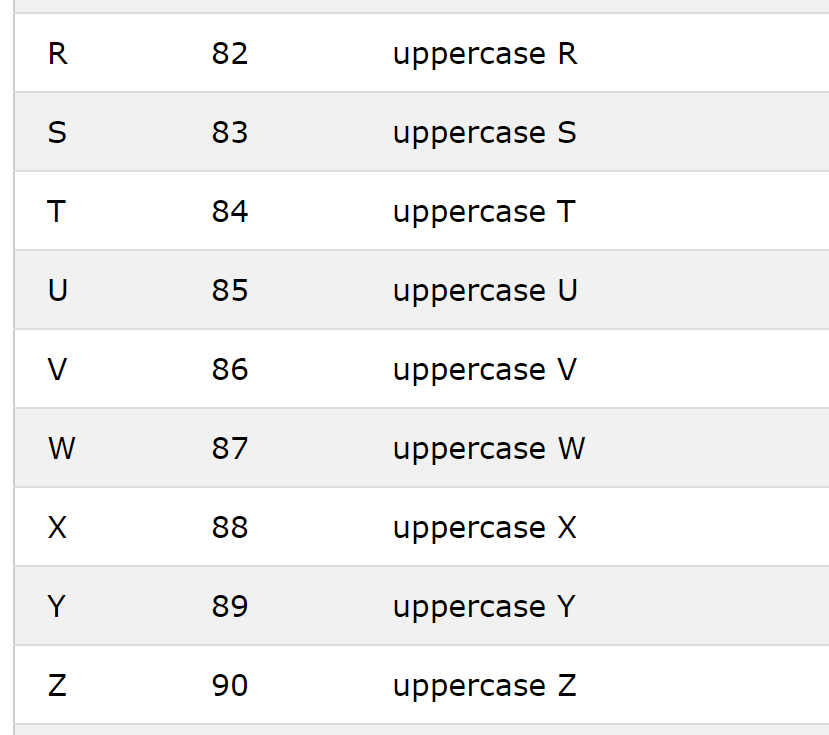 R 82 uppercase R
S 83 uppercase S
T 84 uppercase T
U 85 uppercase U
V 86 uppercase V
W 87 uppercase W
X 88 uppercase X
Y 89 uppercase Y
Z 90 uppercase Z